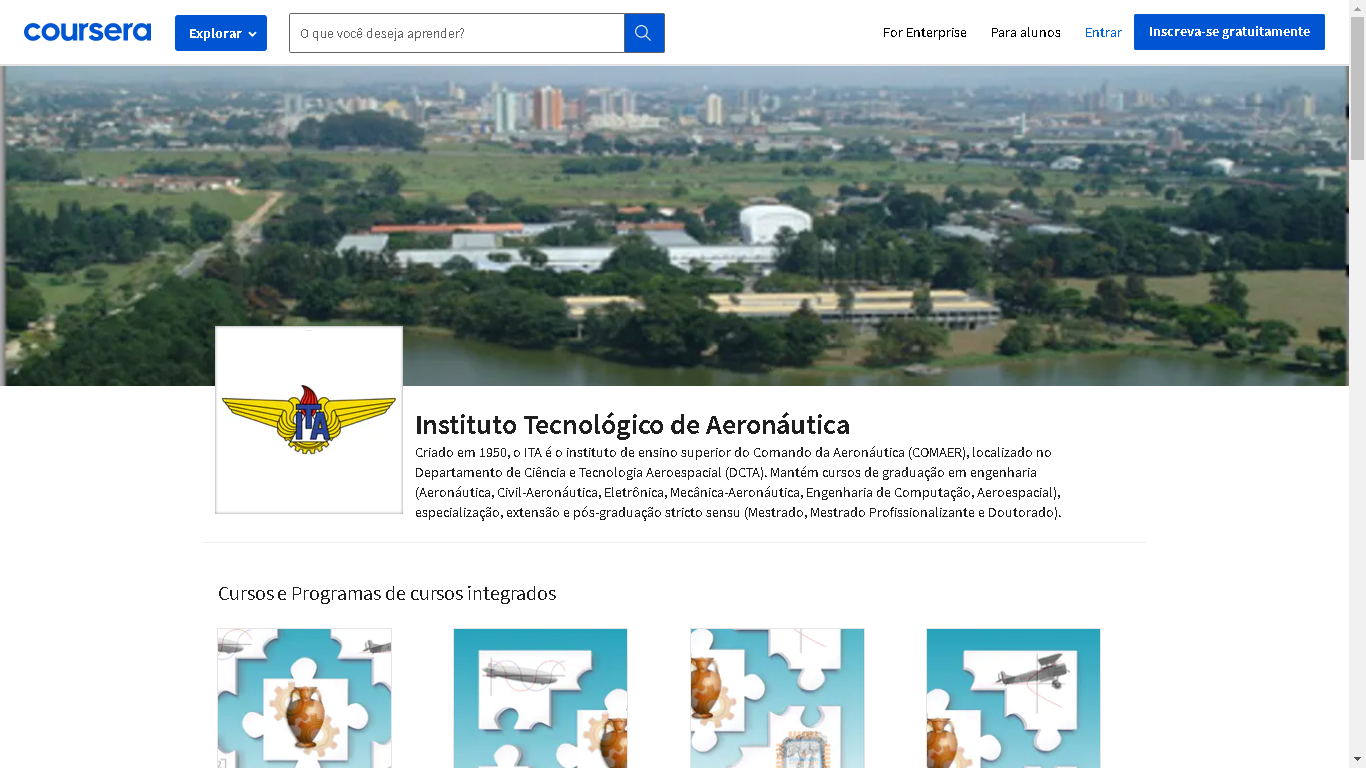 coursera
Explorar
O que você deseja aprender?
For Enterprise
Para alunos
Entrar
Inscreva-se gratuitamente
ITA
Instituto Tecnológico de Aeronáutica
Criado em 1950, o ITA é o instituto de ensino superior do Comando da Aeronáutica (COMAER), localizado no
Departamento de Ciência e Tecnologia Aeroespacial (DCTA). Mantém cursos de graduação em engenharia
(Aeronáutica, Civil-Aeronáutica, Eletrônica, Mecânica-Aeronáutica, Engenharia de Computação, Aeroespacial),
especialização, extensão e pós-graduação stricto sensu (Mestrado, Mestrado Profissionalizante e Doutorado).
Cursos e Programas de cursos integrados